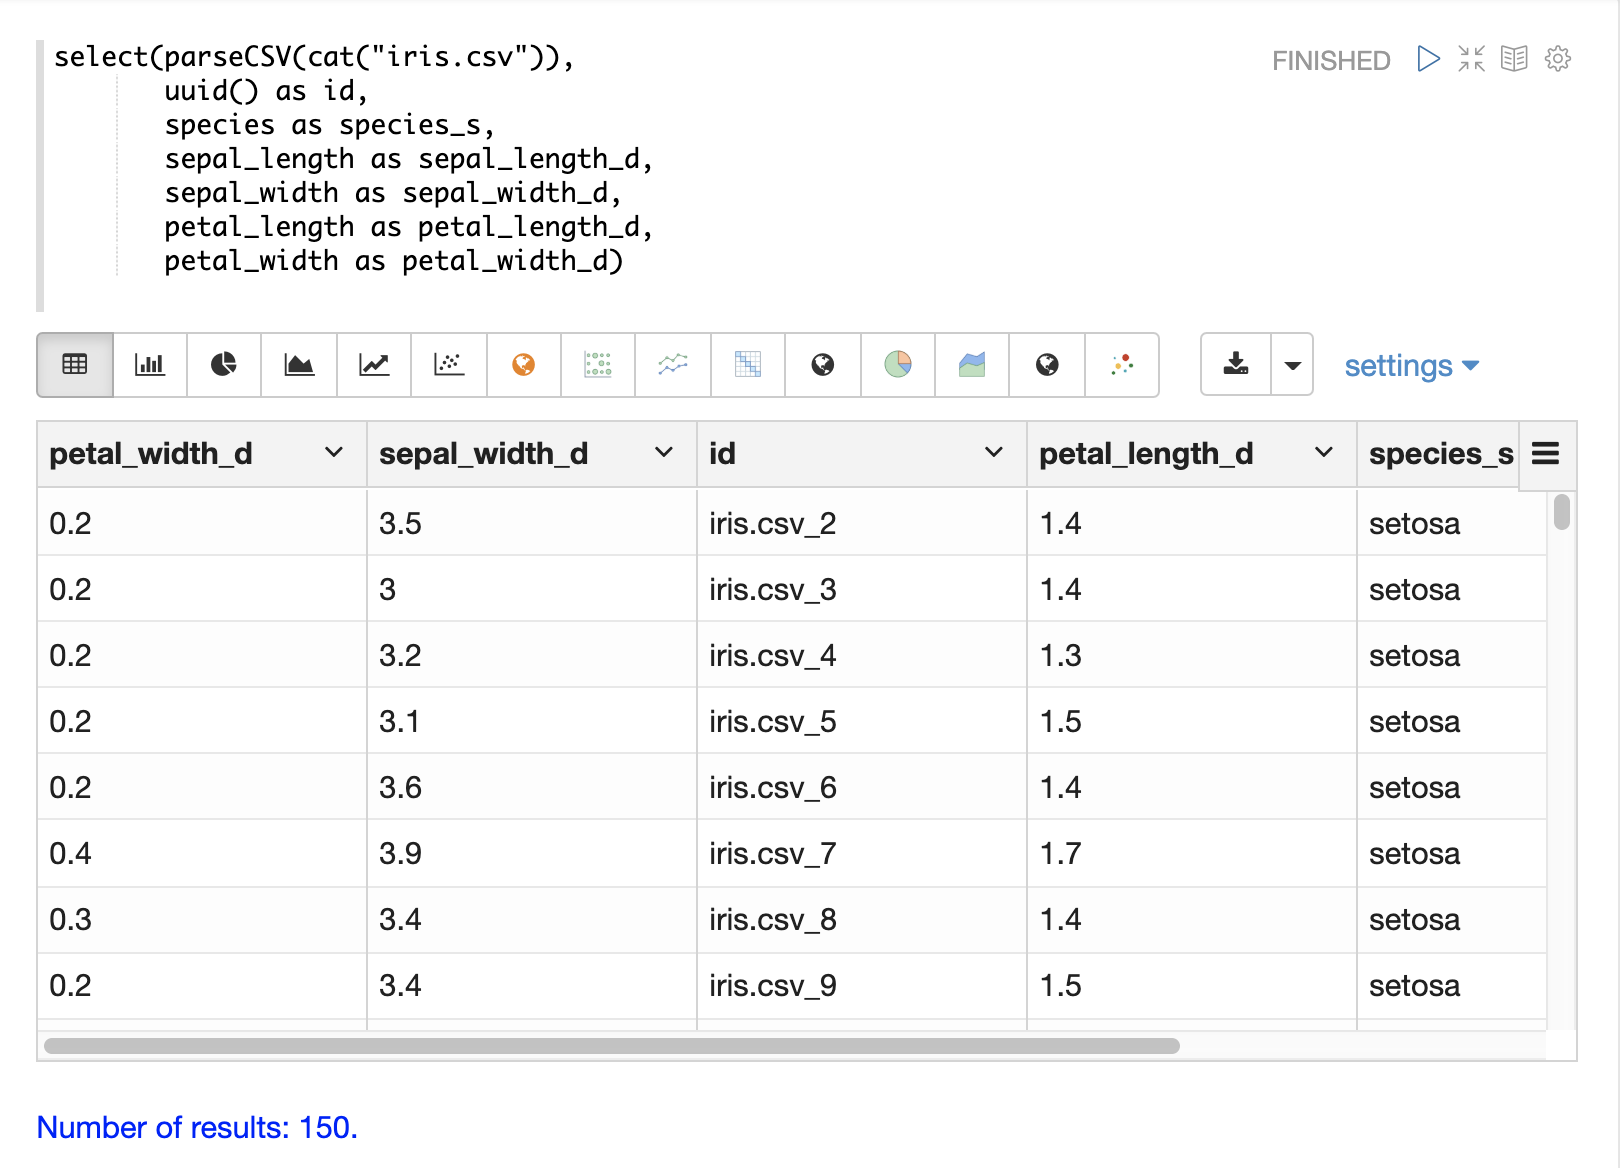 select(parseCSV(cat("iris.csv")),
uuid() as id,
species as species_s,
sepal_length as sepal_length_d,
sepal_width as sepal_width_d,
petal_length as petal_length_d,
petal_width as petal_width_d)
FINISHED
settings
petal_width_d sepal_width_d id petal_length_d species_s
0.2 3.5 iris.csv_2 1.4 setosa
0.2 3 iris.csv_3 1.4 setosa
0.2 3.2 iris.csv_4 1.3 setosa
0.2 3.1 iris.csv_5 1.5 setosa
0.2 3.6 iris.csv_6 1.4 setosa
0.4 3.9 iris.csv_7 1.7 setosa
0.3 3.4 iris.csv_8 1.4 setosa
0.2 3.4 iris.csv_9 1.5 setosa
Number of results: 150.